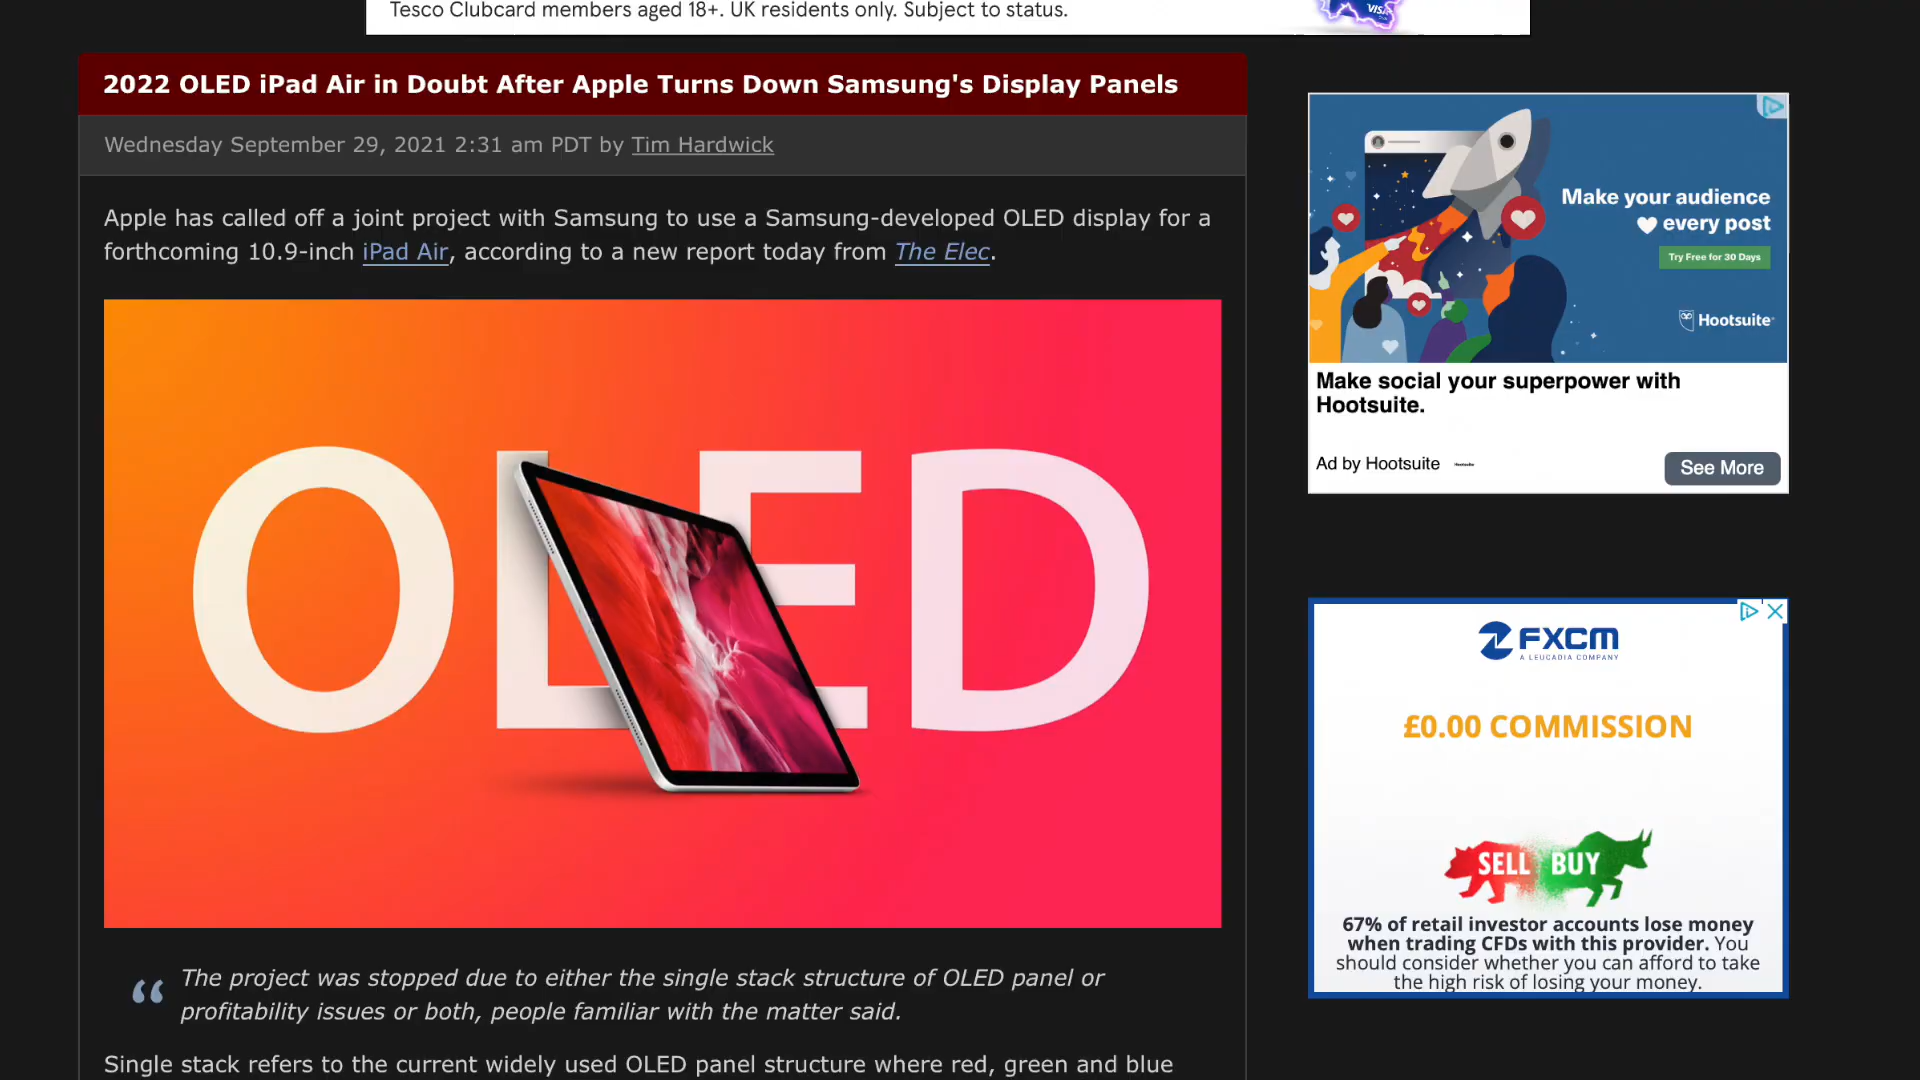 Tesco Clubcard members aged 18+. UK residents only. Subject to status.
VISA
2022 OLED iPad Air in Doubt After Apple Turns Down Samsung's Display Panels
Wednesday September 29, 2021 2:31 am PDT by Tim Hardwick
Apple has called off a joint project with Samsung to use a Samsung-developed OLED display for a
forthcoming 10.9-inch iPad Air, according to a new report today from The Elec.
OLED
“ The project was stopped due to either the single stack structure of OLED panel or
profitability issues or both, people familiar with the matter said.
Single stack refers to the current widely used OLED panel structure where red, green and blue
Make your audience
every post
Try Free for 30 Days
Hootsuite
Make social your superpower with
Hootsuite.
Ad by Hootsuite
Hootsuite
See More
FXCM
A LEUCADIA COMPANY
£0.00 COMMISSION
SELL BUY
67% of retail investor accounts lose money
when trading CFDs with this provider. You
should consider whether you can afford to take
the high risk of losing your money.